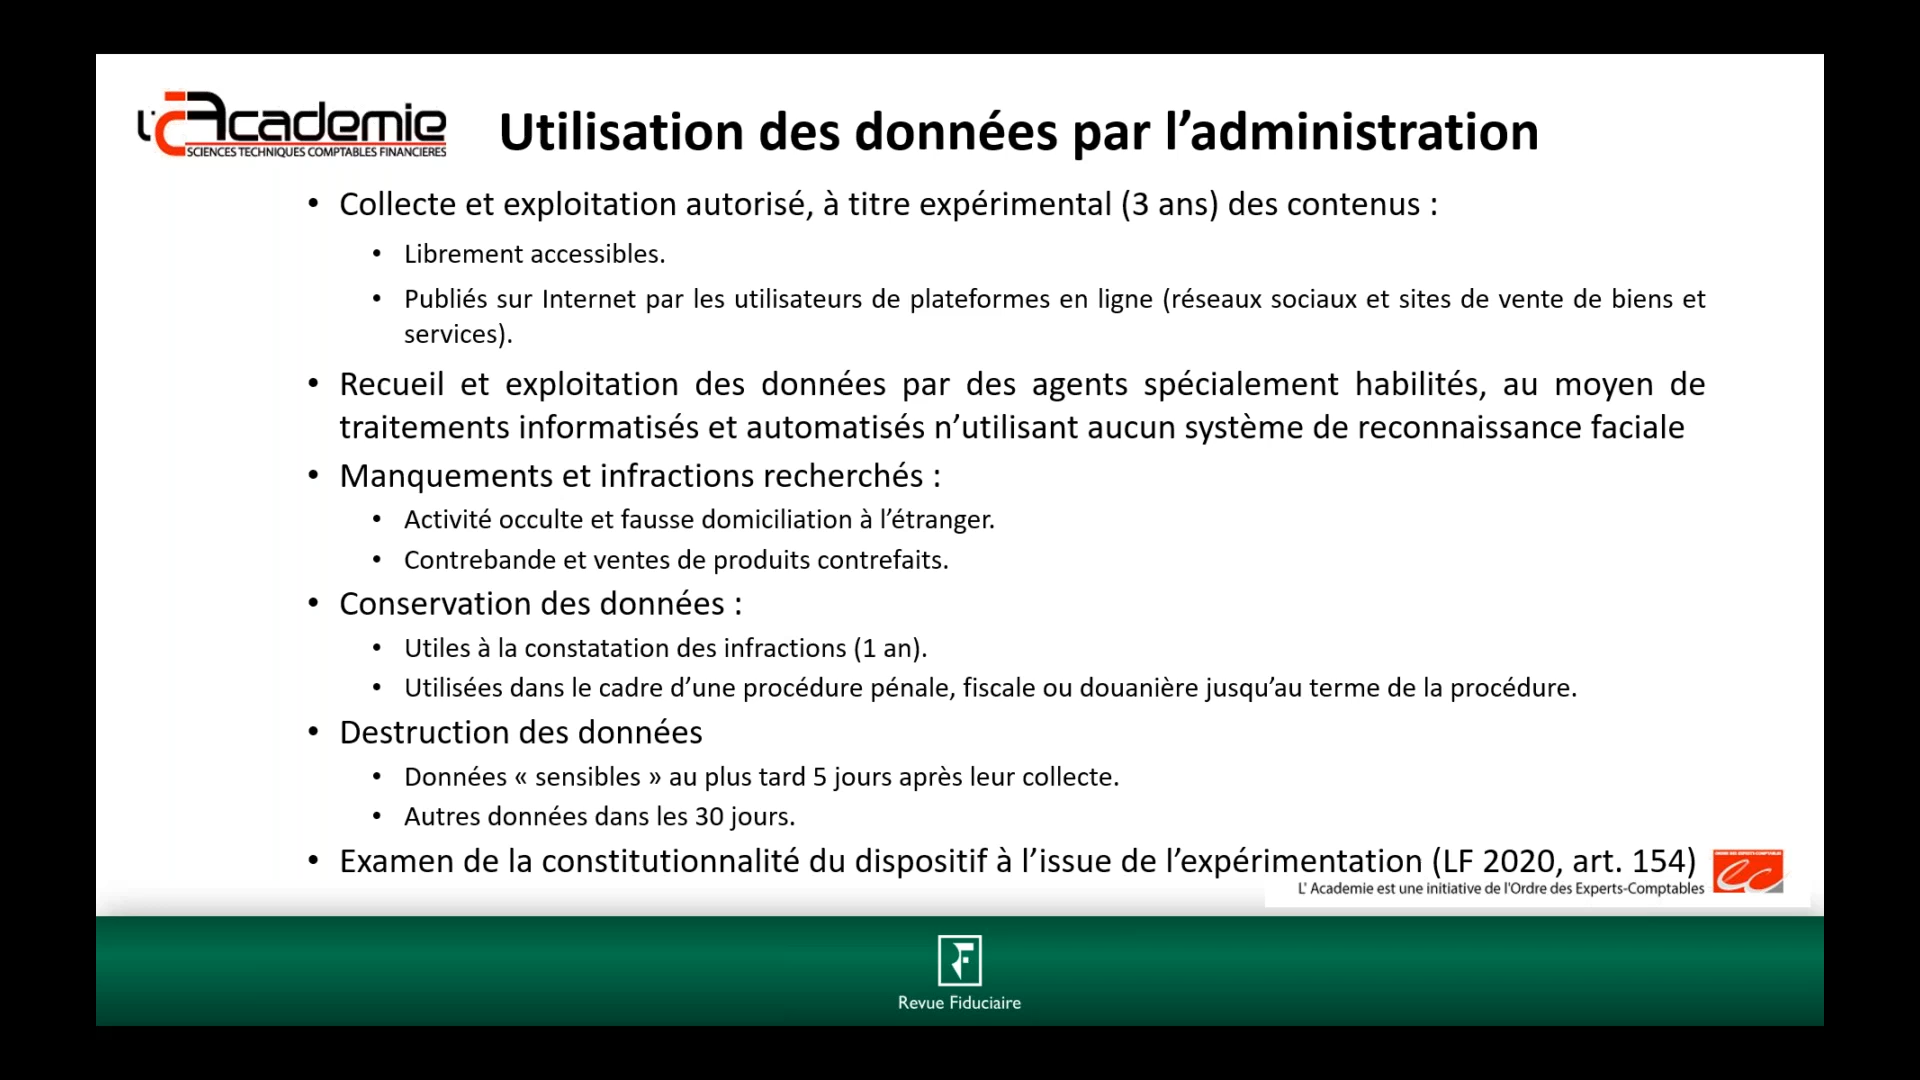 L'Academie
SCIENCES TECHNIQUES COMPTABLES FINANCIERES
Utilisation des données par l’administration
• Collecte et exploitation autorisé, à titre expérimental (3 ans) des contenus :
• Librement accessibles.
• Publiés sur Internet par les utilisateurs de plateformes en ligne (réseaux sociaux et sites de vente de biens et
services).
• Recueil et exploitation des données par des agents spécialement habilités, au moyen de
traitements informatisés et automatisés n’utilisant aucun système de reconnaissance faciale
• Manquements et infractions recherchés :
• Activité occulte et fausse domiciliation à l’étranger.
• Contrebande et ventes de produits contrefaits.
• Conservation des données :
• Utiles à la constatation des infractions (1 an).
• Utilisées dans le cadre d’une procédure pénale, fiscale ou douanière jusqu’au terme de la procédure.
• Destruction des données
• Données « sensibles » au plus tard 5 jours après leur collecte.
• Autres données dans les 30 jours.
• Examen de la constitutionnalité du dispositif à l’issue de l’expérimentation (LF 2020, art. 154)
L' Academie est une initiative de l'Ordre des Experts-Comptables
ORDRE DES EXPERTS-COMPTABLES
ec
RF
Revue Fiduciaire